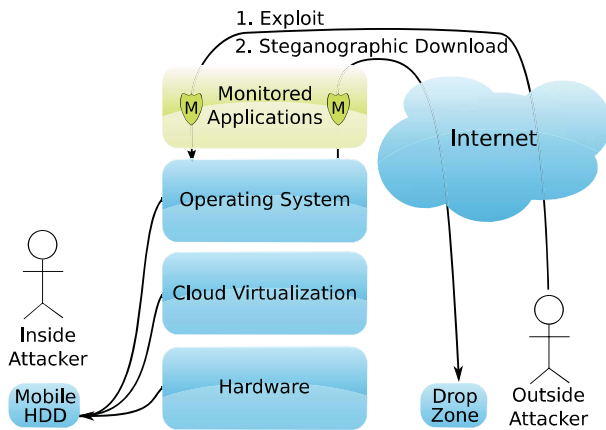 1. Exploit
2. Steganographic Download
Monitored
Applications
M
M
Internet
Operating System
Cloud Virtualization
Inside
Attacker
Hardware
Mobile
HDD
Drop
Zone
Outside
Attacker